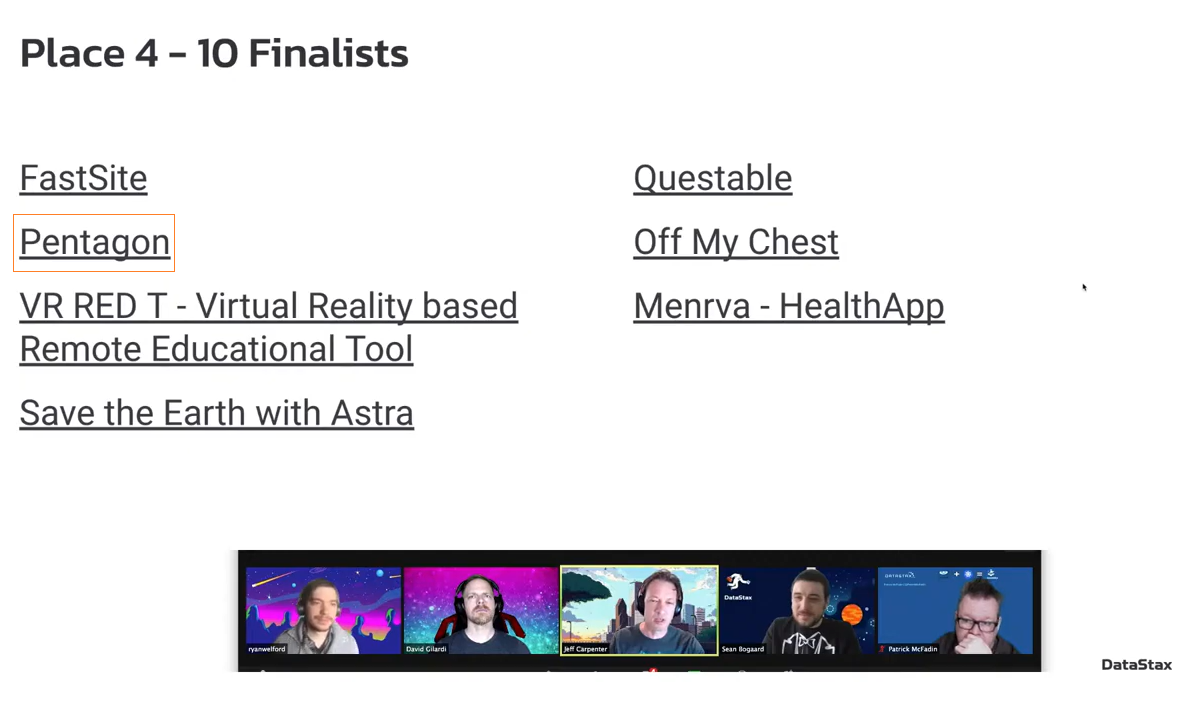 Place 4 - 10 Finalists
FastSite
Pentagon
VR RED T - Virtual Reality based
Remote Educational Tool
Save the Earth with Astra
Questable
Off My Chest
Menrva - HealthApp
DataStax
DATASTAX
ryanwelford
David Gilardi
Jeff Carpenter
Sean Bogaard
Patrick McFadin
DataStax